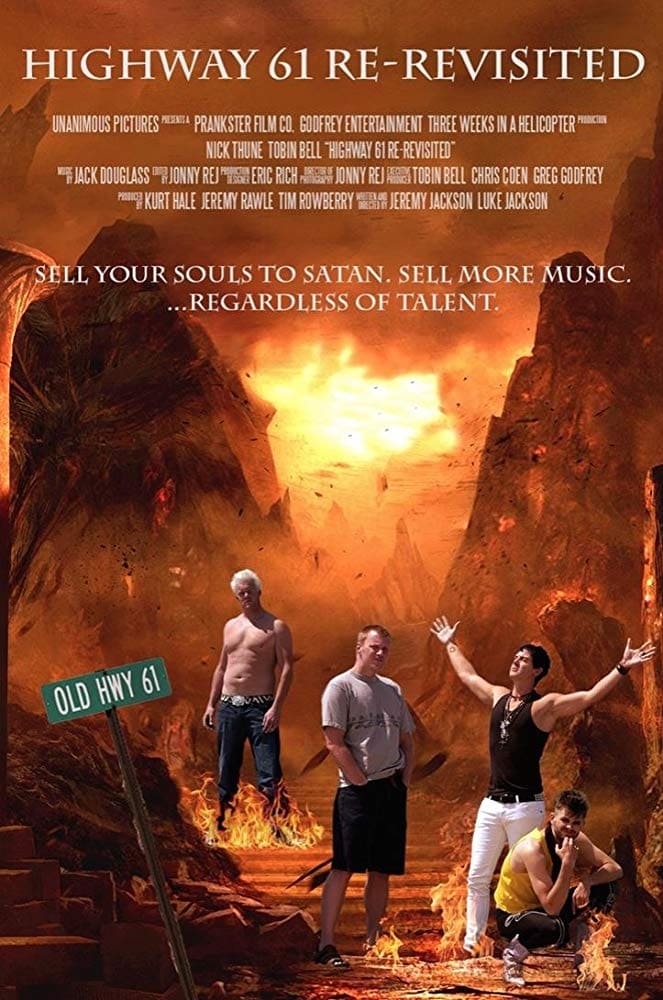 HIGHWAY 61 RE-REVISITED
UNANIMOUS PICTURES PRESENTS A PRANKSTER FILM CO. GODFREY ENTERTAINMENT THREE WEEKS IN A HELICOPTER PRODUCTION
NICK THUNE TOBIN BELL "HIGHWAY 61 RE-REVISITED"
MUSIC BY JACK DOUGLASS EDITED BY JONNY REJ PRODUCTION DESIGNER ERIC RICH DIRECTOR OF PHOTOGRAPHY JONNY REJ EXECUTIVE PRODUCER TOBIN BELL CHRIS COEN GREG GODFREY
PRODUCED BY KURT HALE JEREMY RAWLE TIM ROWBERRY WRITTEN AND DIRECTED BY JEREMY JACKSON LUKE JACKSON
SELL YOUR SOULS TO SATAN. SELL MORE MUSIC.
...REGARDLESS OF TALENT.
OLD HWY 61